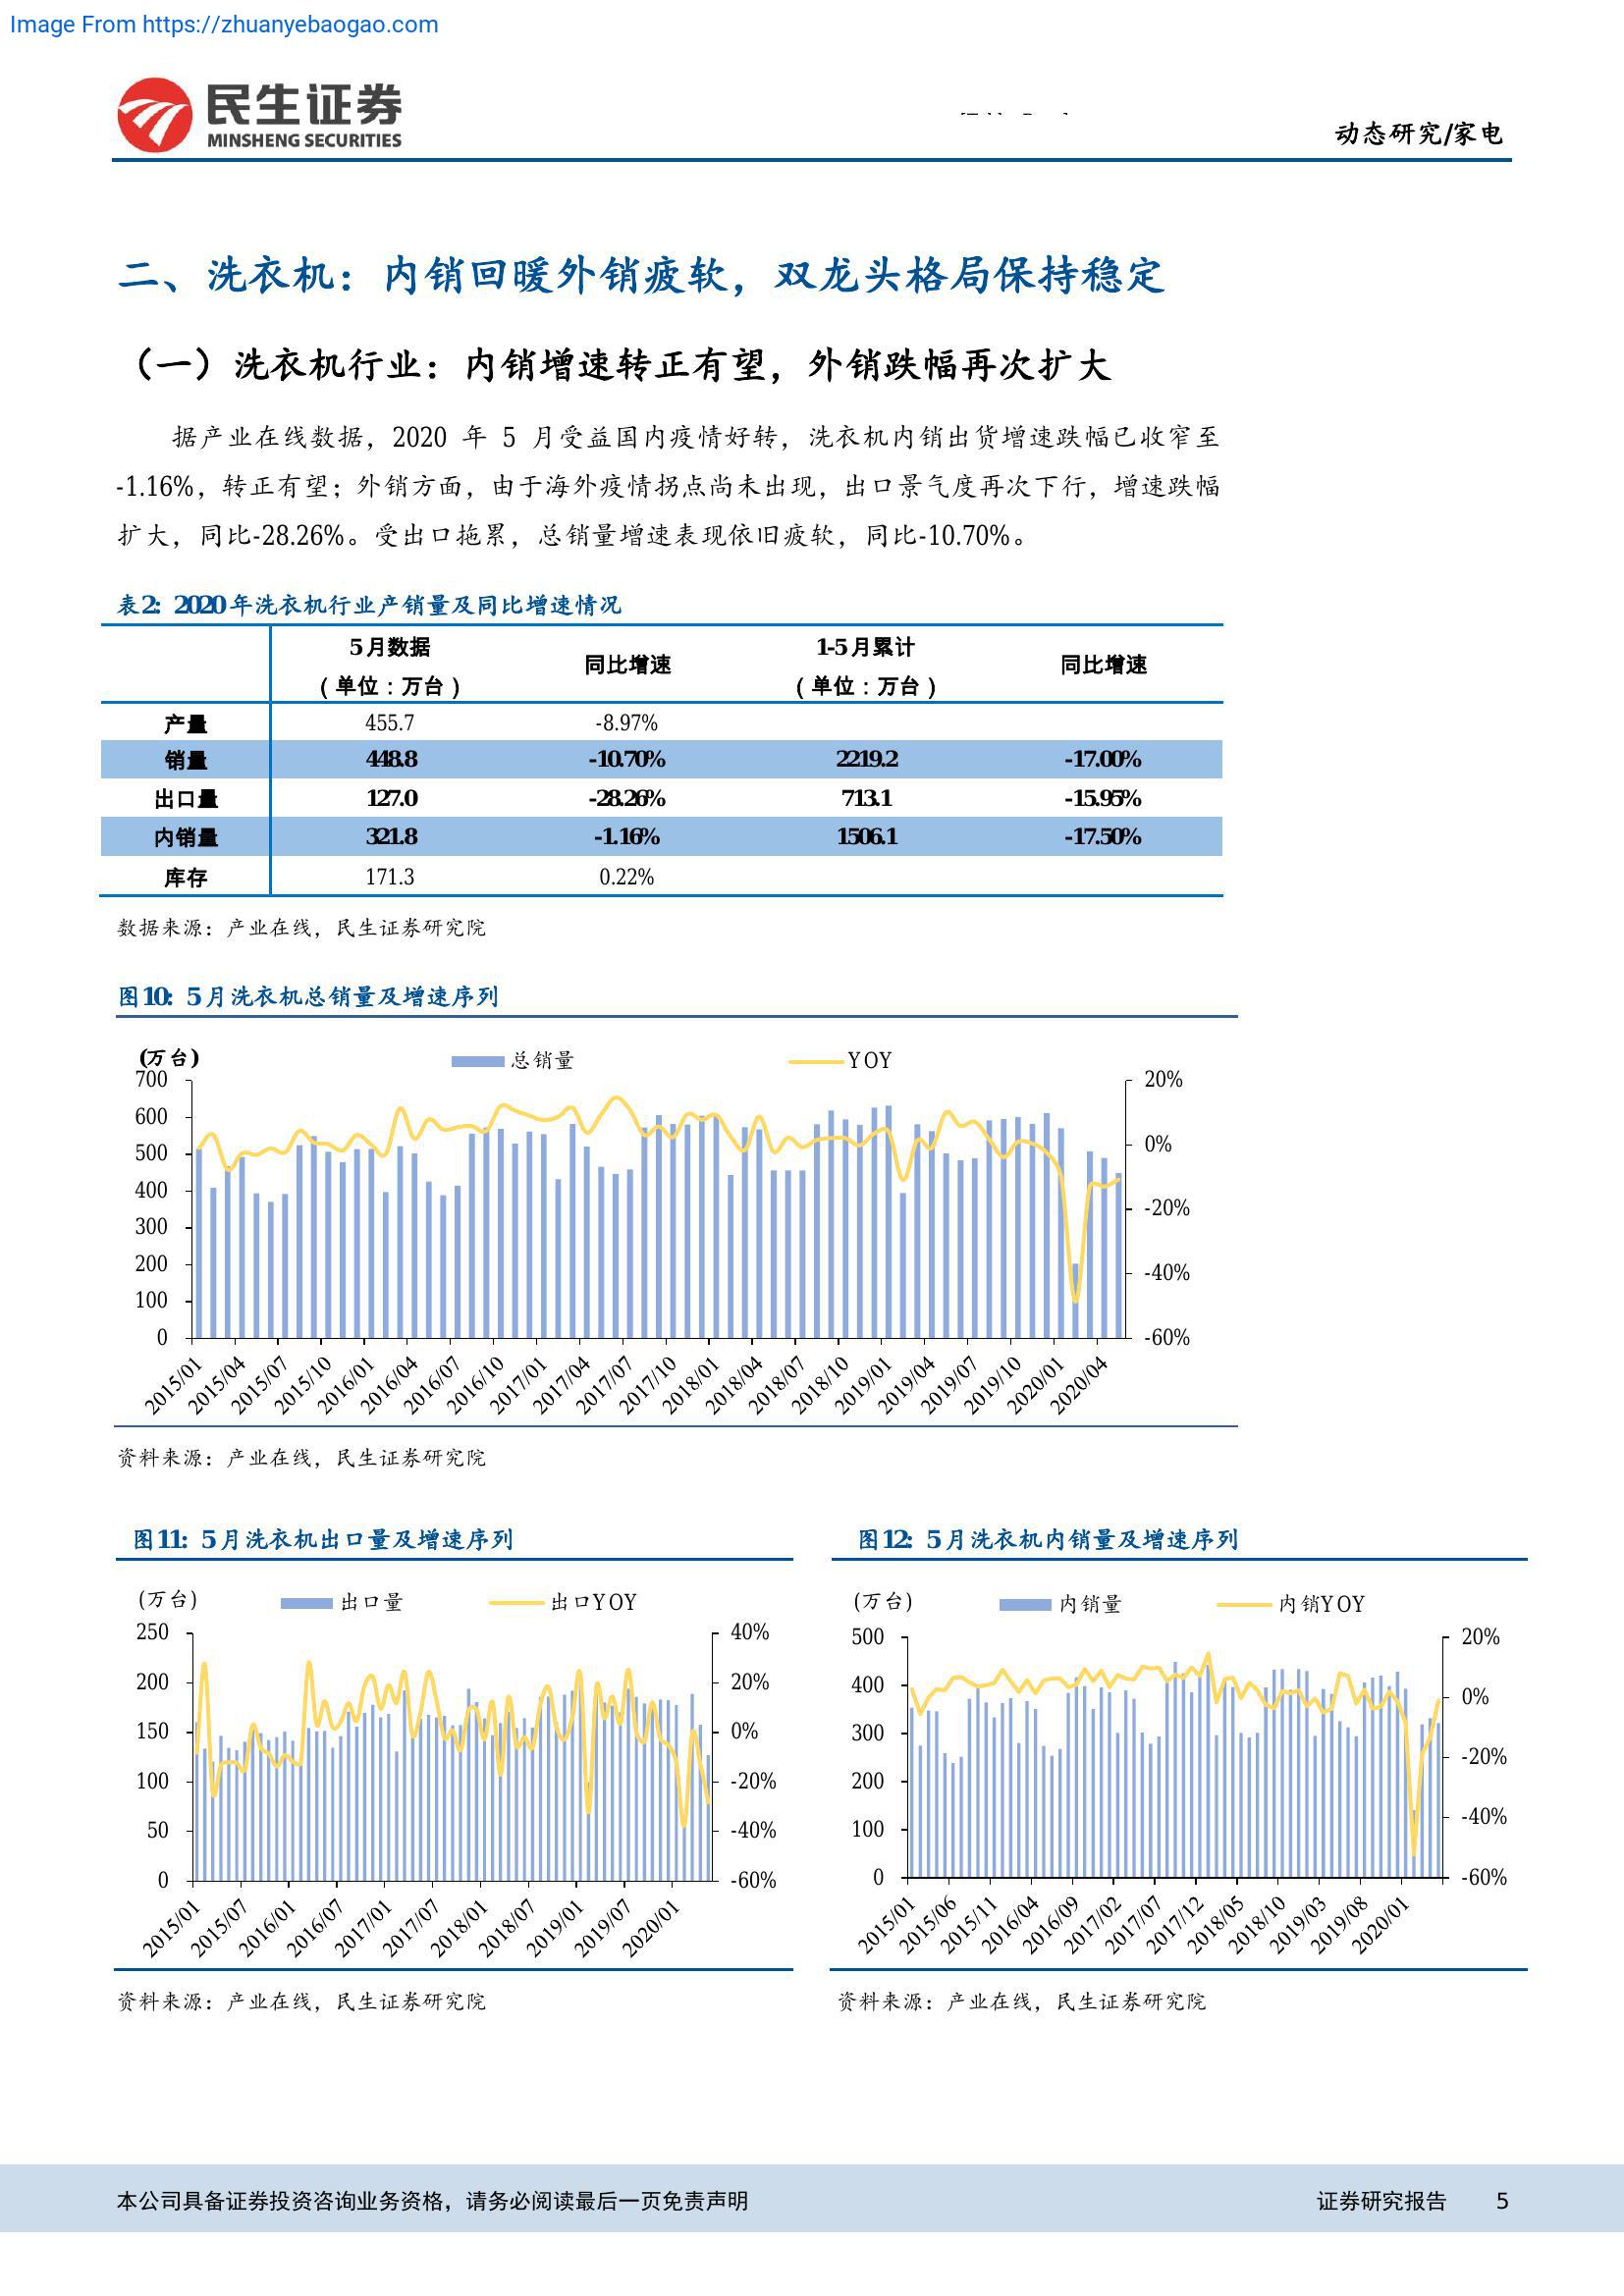 Image From https://zhuanyebaogao.com
民生证券
MINSHENG SECURITIES
动态研究/家电
二、洗衣机：内销回暖外销疲软，双龙头格局保持稳定
（一）洗衣机行业：内销增速转正有望，外销跌幅再次扩大
据产业在线数据，2020 年 5 月受益国内疫情好转，洗衣机内销出货增速跌幅已收窄至
-1.16%，转正有望；外销方面，由于海外疫情拐点尚未出现，出口景气度再次下行，增速跌幅
扩大，同比-28.26%。受出口拖累，总销量增速表现依旧疲软，同比-10.70%。
表2：2020年洗衣机行业产销量及同比增速情况
5月数据 1-5月累计
同比增速 同比增速
（单位：万台） （单位：万台）
产量 455.7 -8.97%
销量 448.8 -10.70% 2219.2 -17.00%
出口量 127.0 -28.26% 713.1 -15.95%
内销量 321.8 -1.16% 1506.1 -17.50%
库存 171.3 0.22%
数据来源：产业在线，民生证券研究院
图10：5月洗衣机总销量及增速序列
(万台) 总销量 YOY
700 20%
600
500 0%
400
-20%
300
200 -40%
100
0 -60%
2015/01 2015/04 2015/07 2015/10 2016/01 2016/04 2016/07 2016/10 2017/01 2017/04 2017/07 2017/10 2018/01 2018/04 2018/07 2018/10 2019/01 2019/04 2019/07 2019/10 2020/01 2020/04
资料来源：产业在线，民生证券研究院
图11：5月洗衣机出口量及增速序列
(万台) 出口量 出口YOY
250 40%
200 20%
150 0%
100 -20%
50 -40%
0 -60%
2015/01 2015/07 2016/01 2016/07 2017/01 2017/07 2018/01 2018/07 2019/01 2019/07 2020/01
资料来源：产业在线，民生证券研究院
图12：5月洗衣机内销量及增速序列
(万台) 内销量 内销YOY
500 20%
400 0%
300
-20%
200
-40%
100
0 -60%
2015/01 2015/06 2015/11 2016/04 2016/09 2017/02 2017/07 2017/12 2018/05 2018/10 2019/03 2019/08 2020/01
资料来源：产业在线，民生证券研究院
本公司具备证券投资咨询业务资格，请务必阅读最后一页免责声明 证券研究报告 5